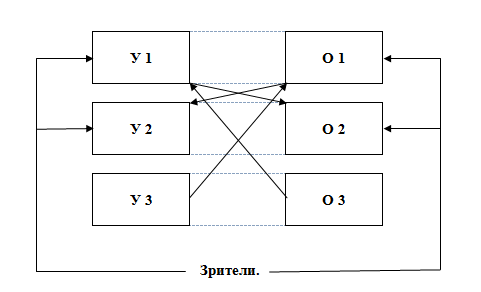 У 1 О 1
У 2 О 2
У 3 О 3
Зрители.